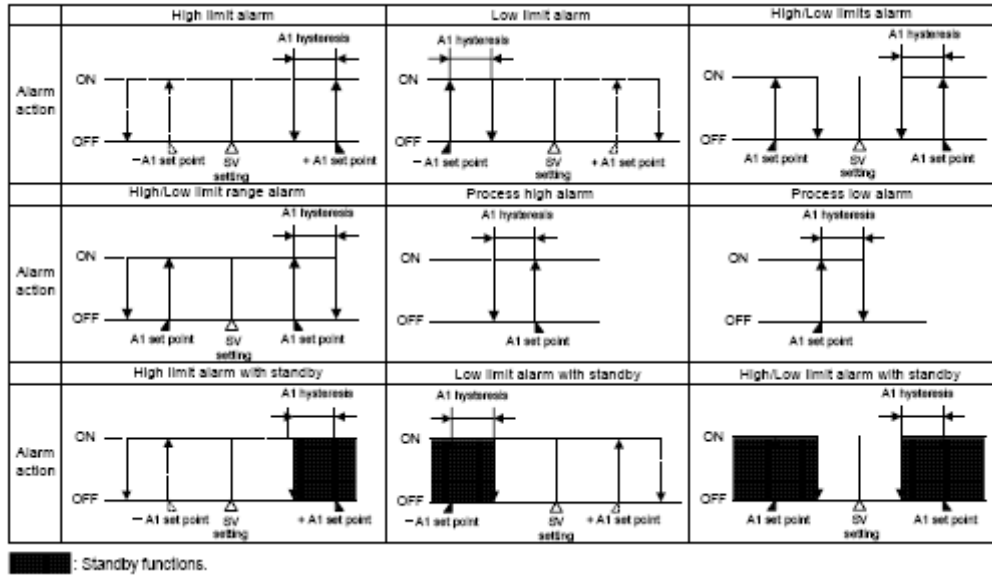 High limit alarm
Low limit alarm
High/Low limits alarm
Alarm action
A1 hysteresis
ON
OFF
—A1 set point
SV setting
+ A1 set point
A1 hysteresis
ON
OFF
—A1 set point
SV setting
+ A1 set point
A1 hysteresis
ON
OFF
A1 set point
SV setting
A1 set point
High/Low limit range alarm
Process high alarm
Process low alarm
Alarm action
A1 hysteresis
ON
OFF
A1 set point
SV setting
A1 set point
A1 hysteresis
ON
OFF
A1 set point
A1 hysteresis
ON
OFF
A1 set point
High limit alarm with standby
Low limit alarm with standby
High/Low limit alarm with standby
Alarm action
A1 hysteresis
ON
OFF
— A1 set point
SV setting
+ A1 set point
A1 hysteresis
ON
OFF
— A1 set point
SV setting
+ A1 set point
A1 hysteresis
ON
OFF
A1 set point
SV setting
A1 set point
: Standby functions.